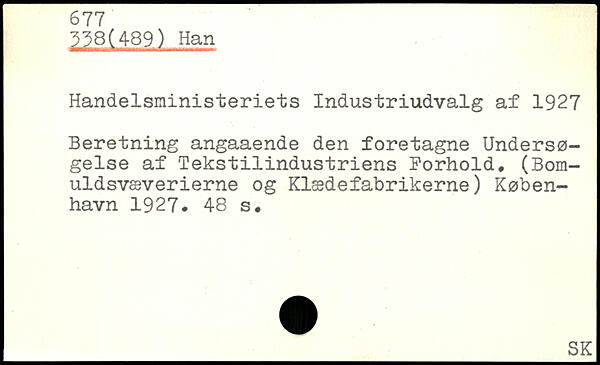 677
338(489) Han
Handelsministeriets Industriudvalg af 1927
Beretning angaaende den foretagne Undersø-
gelse af Tekstilindustriens Forhold. (Bom-
uldsvæverierne og Klædefabrikerne) Køben-
havn 1927. 48 s.
SK